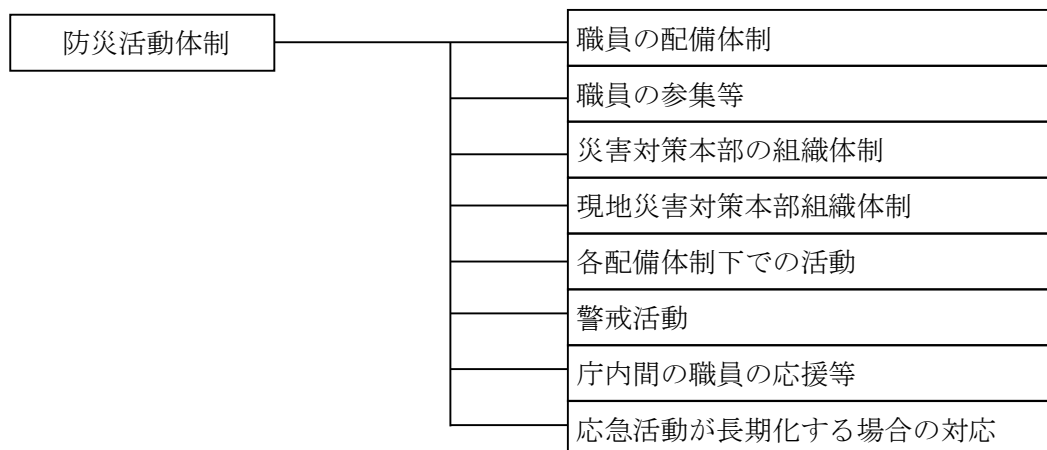 防災活動体制
職員の配備体制
職員の参集等
災害対策本部の組織体制
現地災害対策本部組織体制
各配備体制下での活動
警戒活動
庁内間の職員の応援等
応急活動が長期化する場合の対応